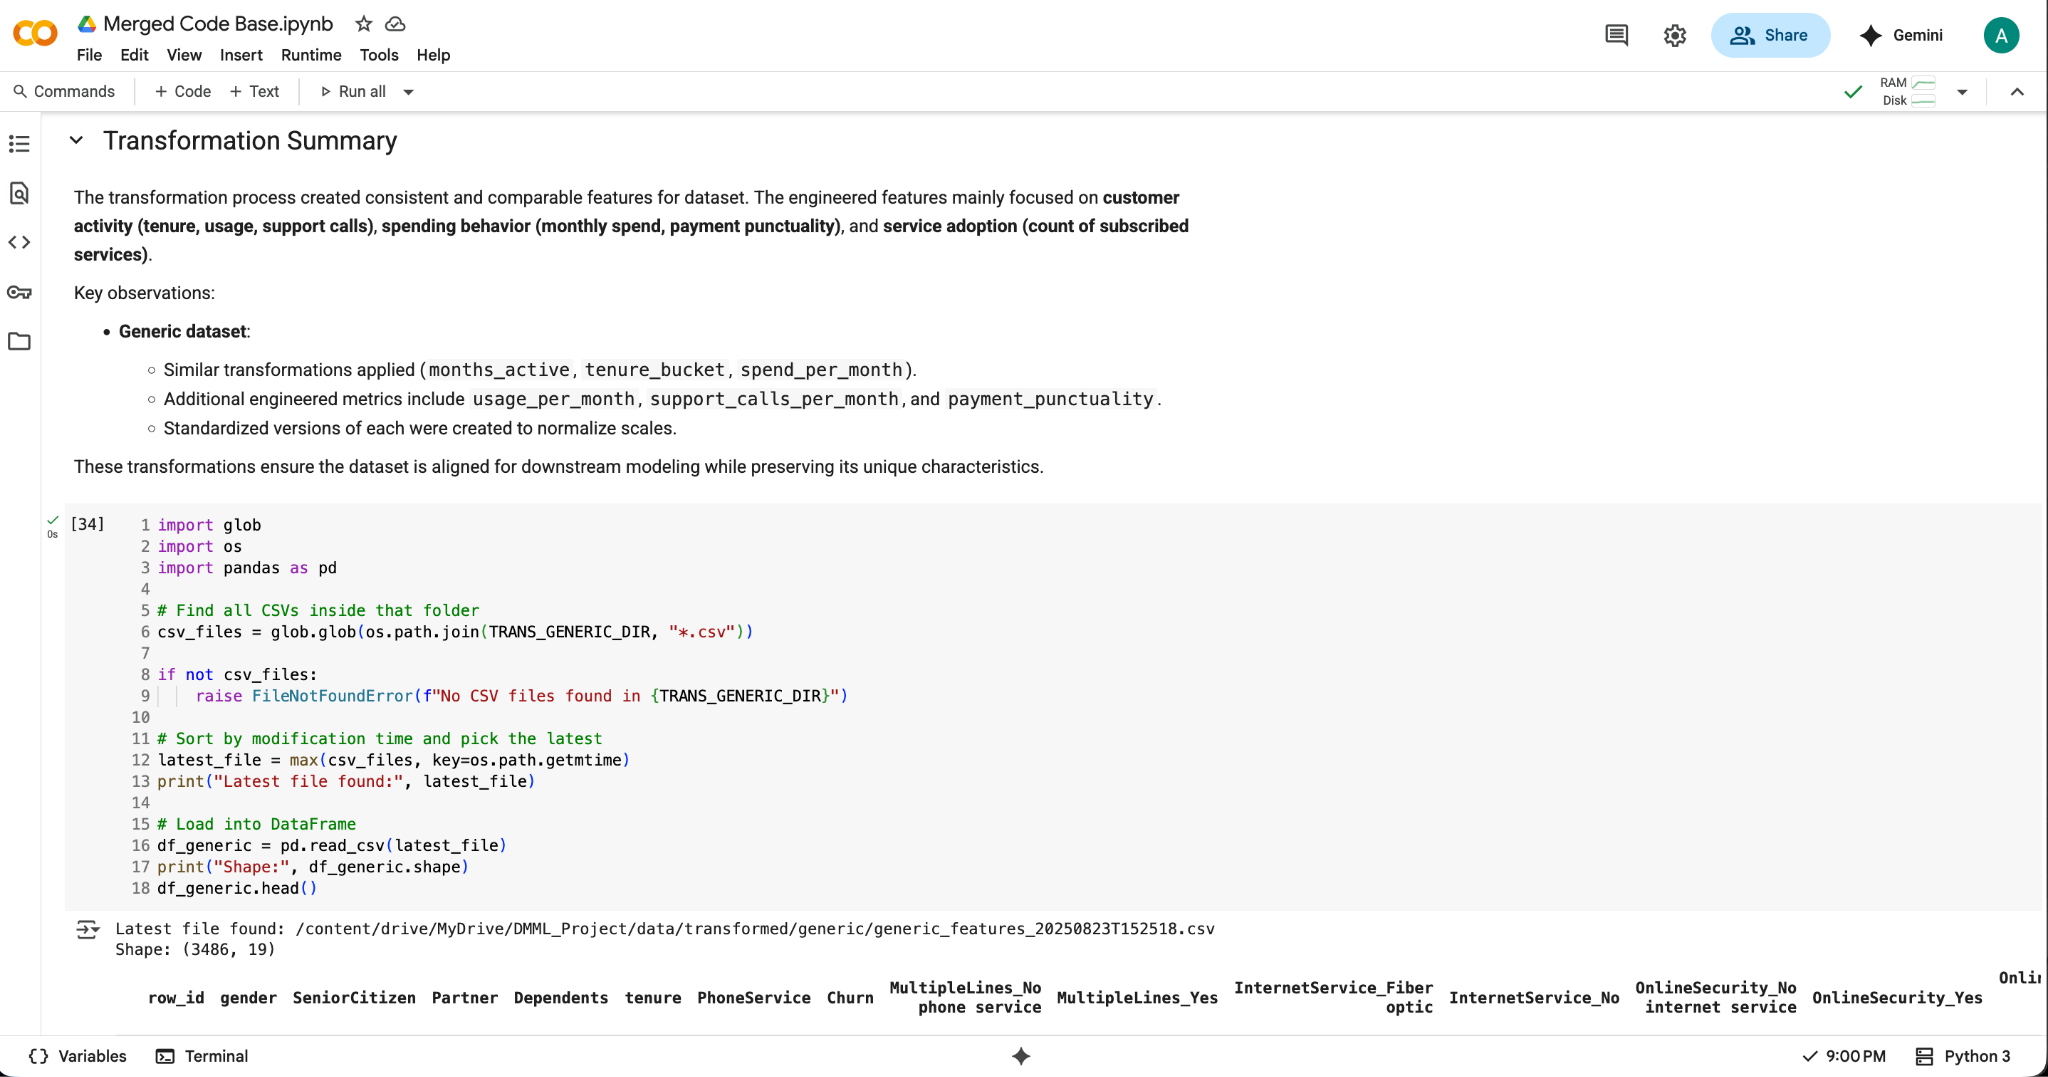 Merged Code Base.ipynb
File Edit View Insert Runtime Tools Help
Share
Gemini
A
Commands + Code + Text Run all
RAM
Disk
Transformation Summary
The transformation process created consistent and comparable features for dataset. The engineered features mainly focused on customer
activity (tenure, usage, support calls), spending behavior (monthly spend, payment punctuality), and service adoption (count of subscribed
services).
Key observations:
• Generic dataset:
◦ Similar transformations applied (months_active, tenure_bucket, spend_per_month).
◦ Additional engineered metrics include usage_per_month, support_calls_per_month, and payment_punctuality.
◦ Standardized versions of each were created to normalize scales.
These transformations ensure the dataset is aligned for downstream modeling while preserving its unique characteristics.
0s
[34]
1 import glob
2 import os
3 import pandas as pd
4
5 # Find all CSVs inside that folder
6 csv_files = glob.glob(os.path.join(TRANS_GENERIC_DIR, "*.csv"))
7
8 if not csv_files:
9     raise FileNotFoundError(f"No CSV files found in {TRANS_GENERIC_DIR}")
10
11 # Sort by modification time and pick the latest
12 latest_file = max(csv_files, key=os.path.getmtime)
13 print("Latest file found:", latest_file)
14
15 # Load into DataFrame
16 df_generic = pd.read_csv(latest_file)
17 print("Shape:", df_generic.shape)
18 df_generic.head()
Latest file found: /content/drive/MyDrive/DMML_Project/data/transformed/generic/generic_features_20250823T152518.csv
Shape: (3486, 19)
row_id gender SeniorCitizen Partner Dependents tenure PhoneService Churn
MultipleLines_No
phone service
MultipleLines_Yes
InternetService_Fiber
optic
InternetService_No
OnlineSecurity_No
internet service
OnlineSecurity_Yes
Variables Terminal
9:00 PM
Python 3